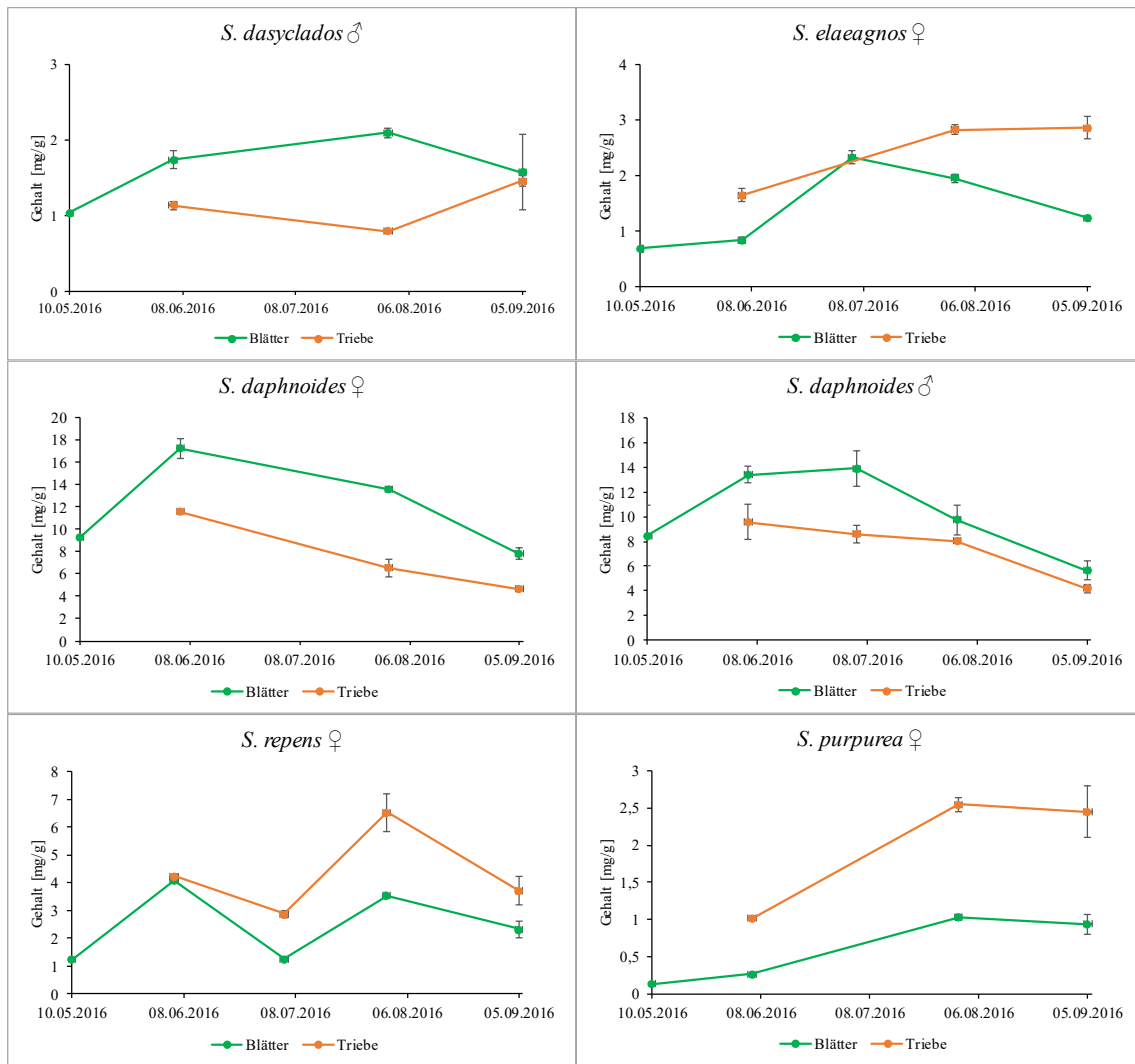 S. dasyclados ♂
Gehalt [mg/g]
3
2
1
0
10.05.2016 08.06.2016 08.07.2016 06.08.2016 05.09.2016
Blätter Triebe
S. elaeagnos ♀
Gehalt [mg/g]
4
3
2
1
0
10.05.2016 08.06.2016 08.07.2016 06.08.2016 05.09.2016
Blätter Triebe
S. daphnoides ♀
Gehalt [mg/g]
20
18
16
14
12
10
8
6
4
2
0
10.05.2016 08.06.2016 08.07.2016 06.08.2016 05.09.2016
Blätter Triebe
S. daphnoides ♂
Gehalt [mg/g]
18
16
14
12
10
8
6
4
2
0
10.05.2016 08.06.2016 08.07.2016 06.08.2016 05.09.2016
Blätter Triebe
S. repens ♀
Gehalt [mg/g]
8
7
6
5
4
3
2
1
0
10.05.2016 08.06.2016 08.07.2016 06.08.2016 05.09.2016
Blätter Triebe
S. purpurea ♀
Gehalt [mg/g]
3
2,5
2
1,5
1
0,5
0
10.05.2016 08.06.2016 08.07.2016 06.08.2016 05.09.2016
Blätter Triebe